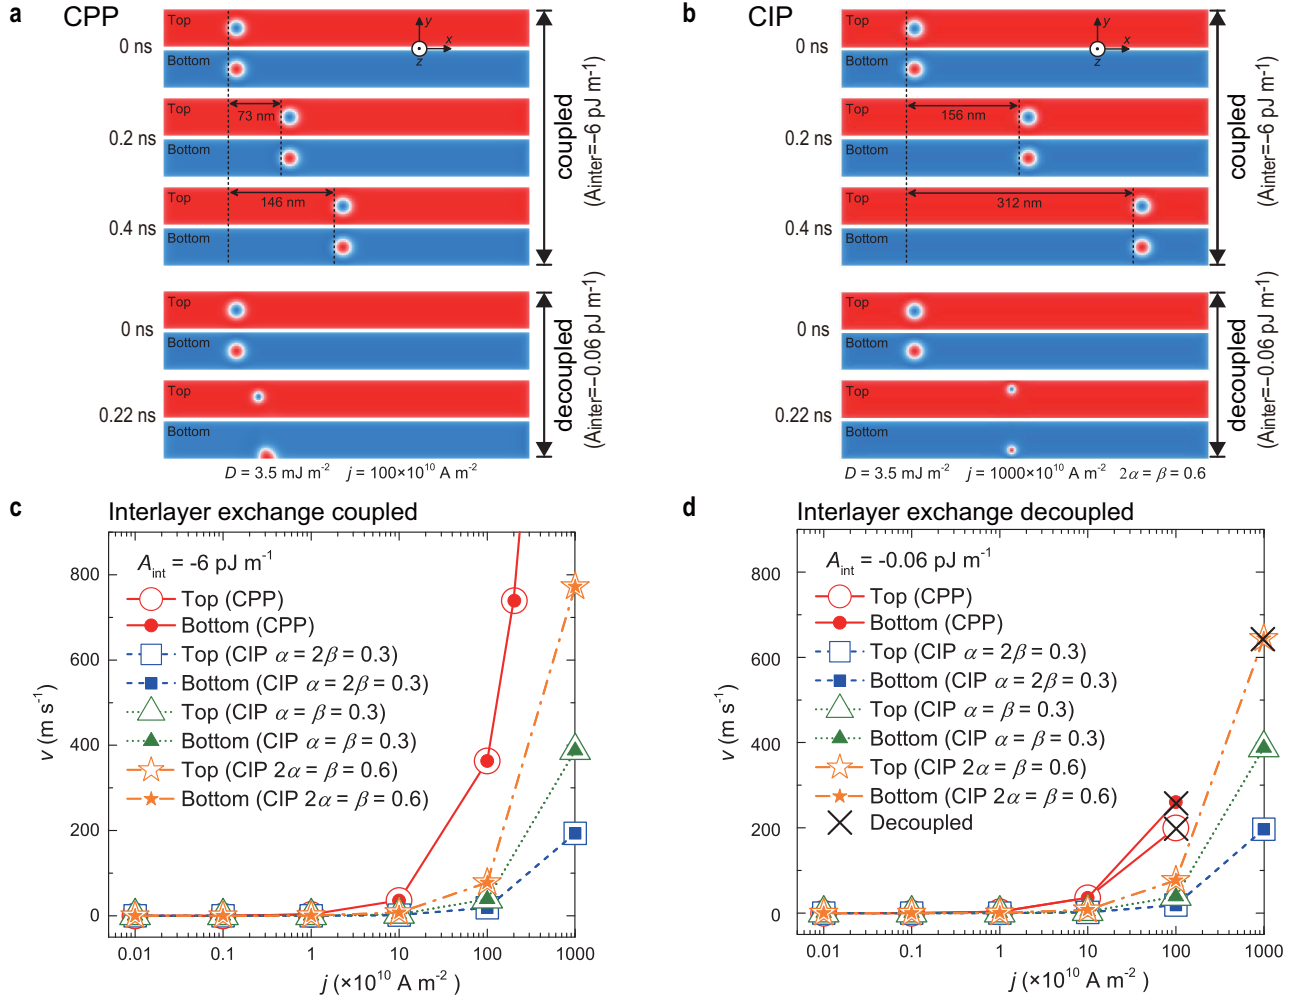 a CPP
Top
0 ns
Bottom
y
x
z
Top
73 nm
0.2 ns
Bottom
Top
146 nm
0.4 ns
Bottom
coupled
(Ainter=−6 pJ m-1)
Top
0 ns
Bottom
Top
0.22 ns
Bottom
decoupled
(Ainter=−0.06 pJ m-1)
D = 3.5 mJ m-2 j = 100×1010 A m-2
b CIP
Top
0 ns
Bottom
y
x
z
Top
156 nm
0.2 ns
Bottom
Top
312 nm
0.4 ns
Bottom
coupled
(Ainter=−6 pJ m-1)
Top
0 ns
Bottom
Top
0.22 ns
Bottom
decoupled
(Ainter=−0.06 pJ m-1)
D = 3.5 mJ m-2 j = 1000×1010 A m-2 2α = β = 0.6
c Interlayer exchange coupled
Aint = -6 pJ m-1
Top (CPP)
Bottom (CPP)
Top (CIP α = 2β = 0.3)
Bottom (CIP α = 2β = 0.3)
Top (CIP α = β = 0.3)
Bottom (CIP α = β = 0.3)
Top (CIP 2α = β = 0.6)
Bottom (CIP 2α = β = 0.6)
800
600
400
200
0
v (m s-1)
0.01 0.1 1 10 100 1000
j (×1010 A m-2)
d Interlayer exchange decoupled
Aint = -0.06 pJ m-1
Top (CPP)
Bottom (CPP)
Top (CIP α = 2β = 0.3)
Bottom (CIP α = 2β = 0.3)
Top (CIP α = β = 0.3)
Bottom (CIP α = β = 0.3)
Top (CIP 2α = β = 0.6)
Bottom (CIP 2α = β = 0.6)
Decoupled
800
600
400
200
0
v (m s-1)
0.01 0.1 1 10 100 1000
j (×1010 A m-2)